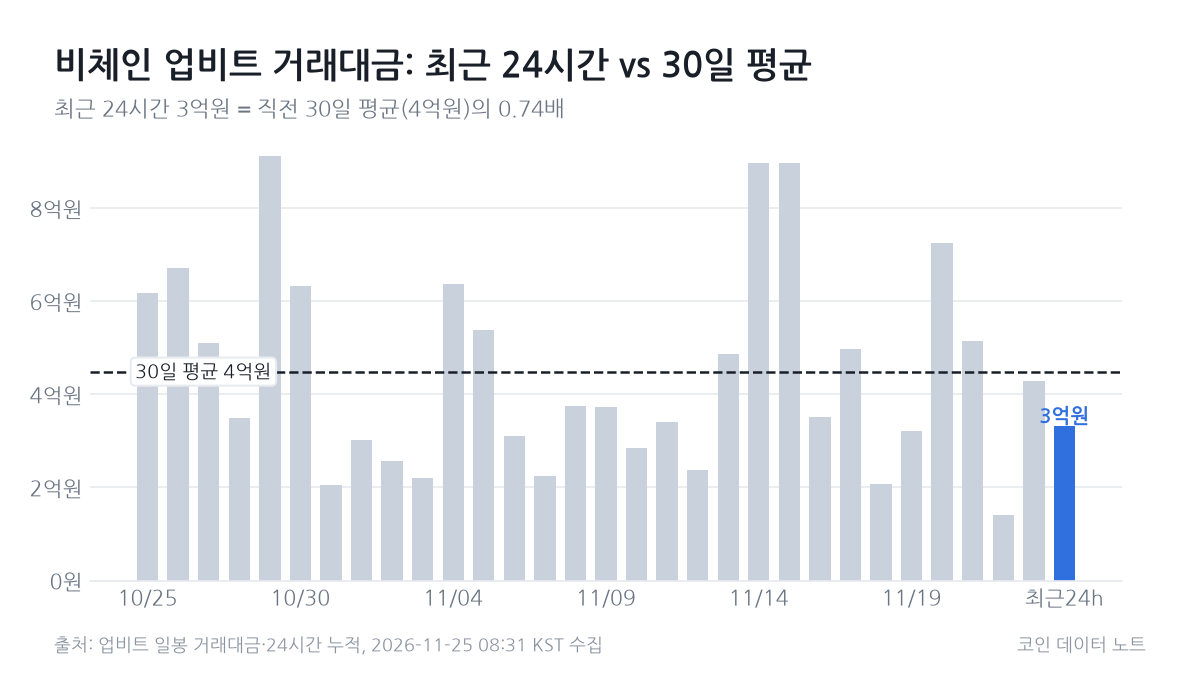 비체인 업비트 거래대금: 최근 24시간 vs 30일 평균
최근 24시간 3억원 = 직전 30일 평균(4억원)의 0.74배
8억원
6억원
30일 평균 4억원
4억원
3억원
2억원
0원
10/25 10/30 11/04 11/09 11/14 11/19 최근24h
출처: 업비트 일봉 거래대금·24시간 누적, 2026-11-25 08:31 KST 수집
코인 데이터 노트